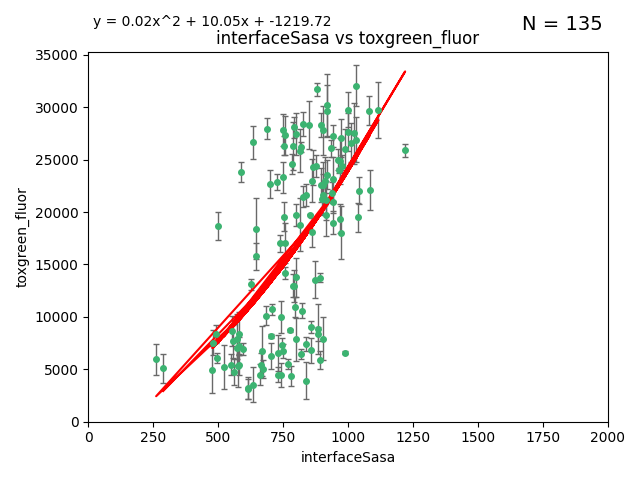 y = 0.02x^2 + 10.05x + -1219.72
N = 135
interfaceSasa vs toxgreen_fluor
35000
30000
25000
20000
15000
10000
5000
0
toxgreen_fluor
0 250 500 750 1000 1250 1500 1750 2000
interfaceSasa